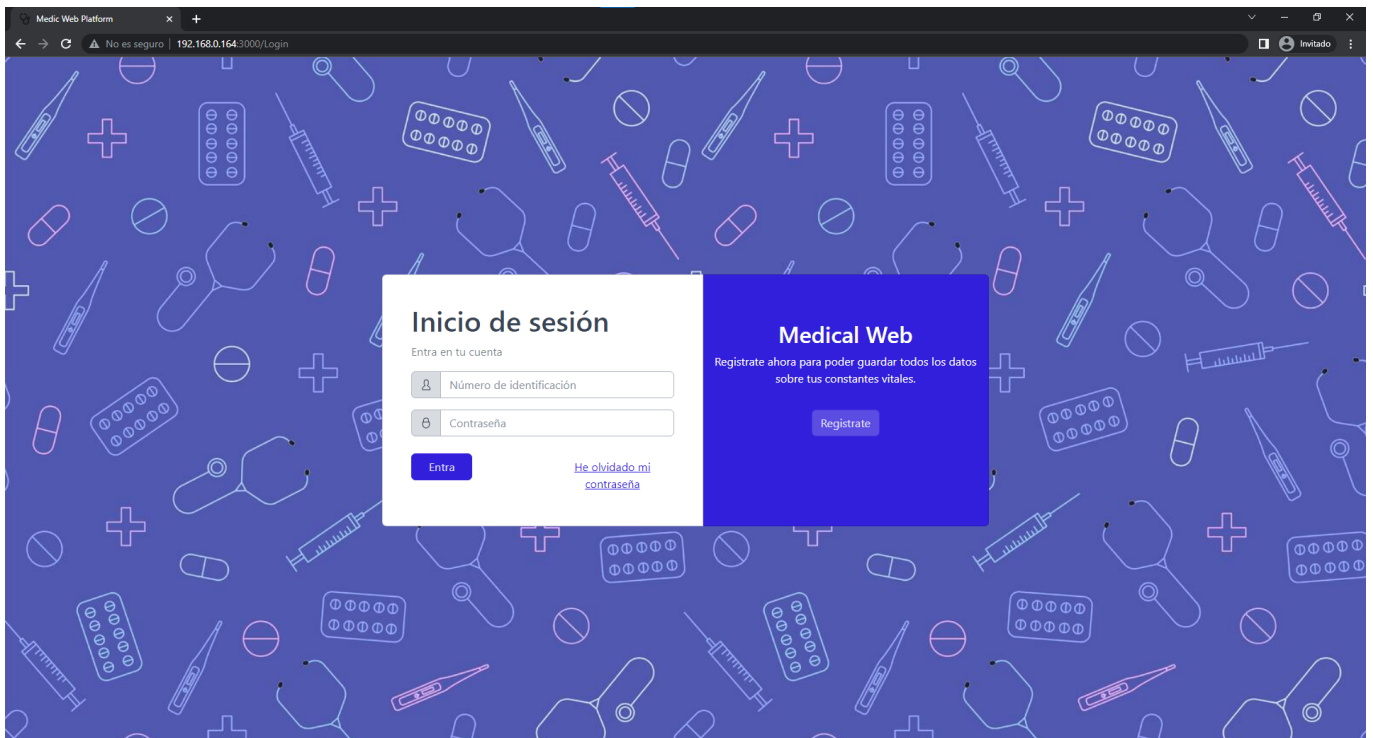 Medic Web Platform
No es seguro | 192.168.0.164:3000/Login
Invitado
Inicio de sesión
Entra en tu cuenta
Número de identificación
Contraseña
Entra
He olvidado mi
contraseña
Medical Web
Registrate ahora para poder guardar todos los datos
sobre tus constantes vitales.
Registrate